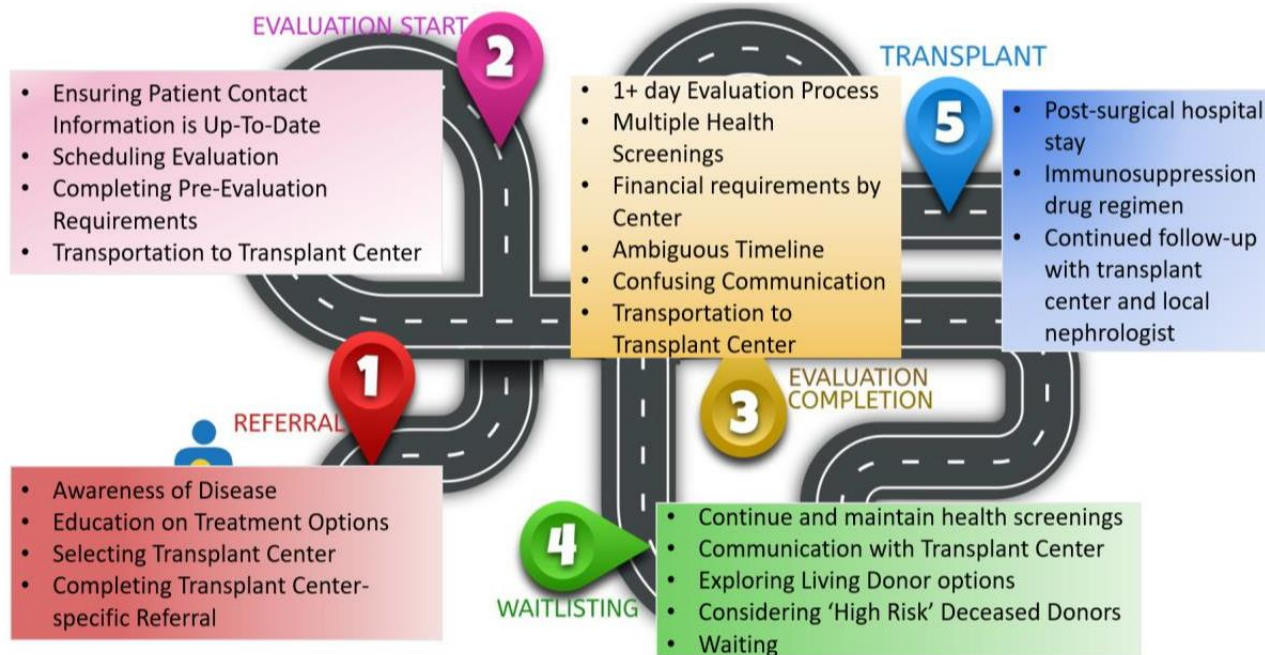 1
REFERRAL
• Awareness of Disease
• Education on Treatment Options
• Selecting Transplant Center
• Completing Transplant Center-
specific Referral
EVALUATION START
2
• Ensuring Patient Contact
Information is Up-To-Date
• Scheduling Evaluation
• Completing Pre-Evaluation
Requirements
• Transportation to Transplant Center
• 1+ day Evaluation Process
• Multiple Health
Screenings
• Financial requirements by
Center
• Ambiguous Timeline
• Confusing Communication
• Transportation to
Transplant Center
3
EVALUATION
COMPLETION
4
WAITLISTING
• Continue and maintain health screenings
• Communication with Transplant Center
• Exploring Living Donor options
• Considering ‘High Risk’ Deceased Donors
• Waiting
TRANSPLANT
5
• Post-surgical hospital
stay
• Immunosuppression
drug regimen
• Continued follow-up
with transplant
center and local
nephrologist